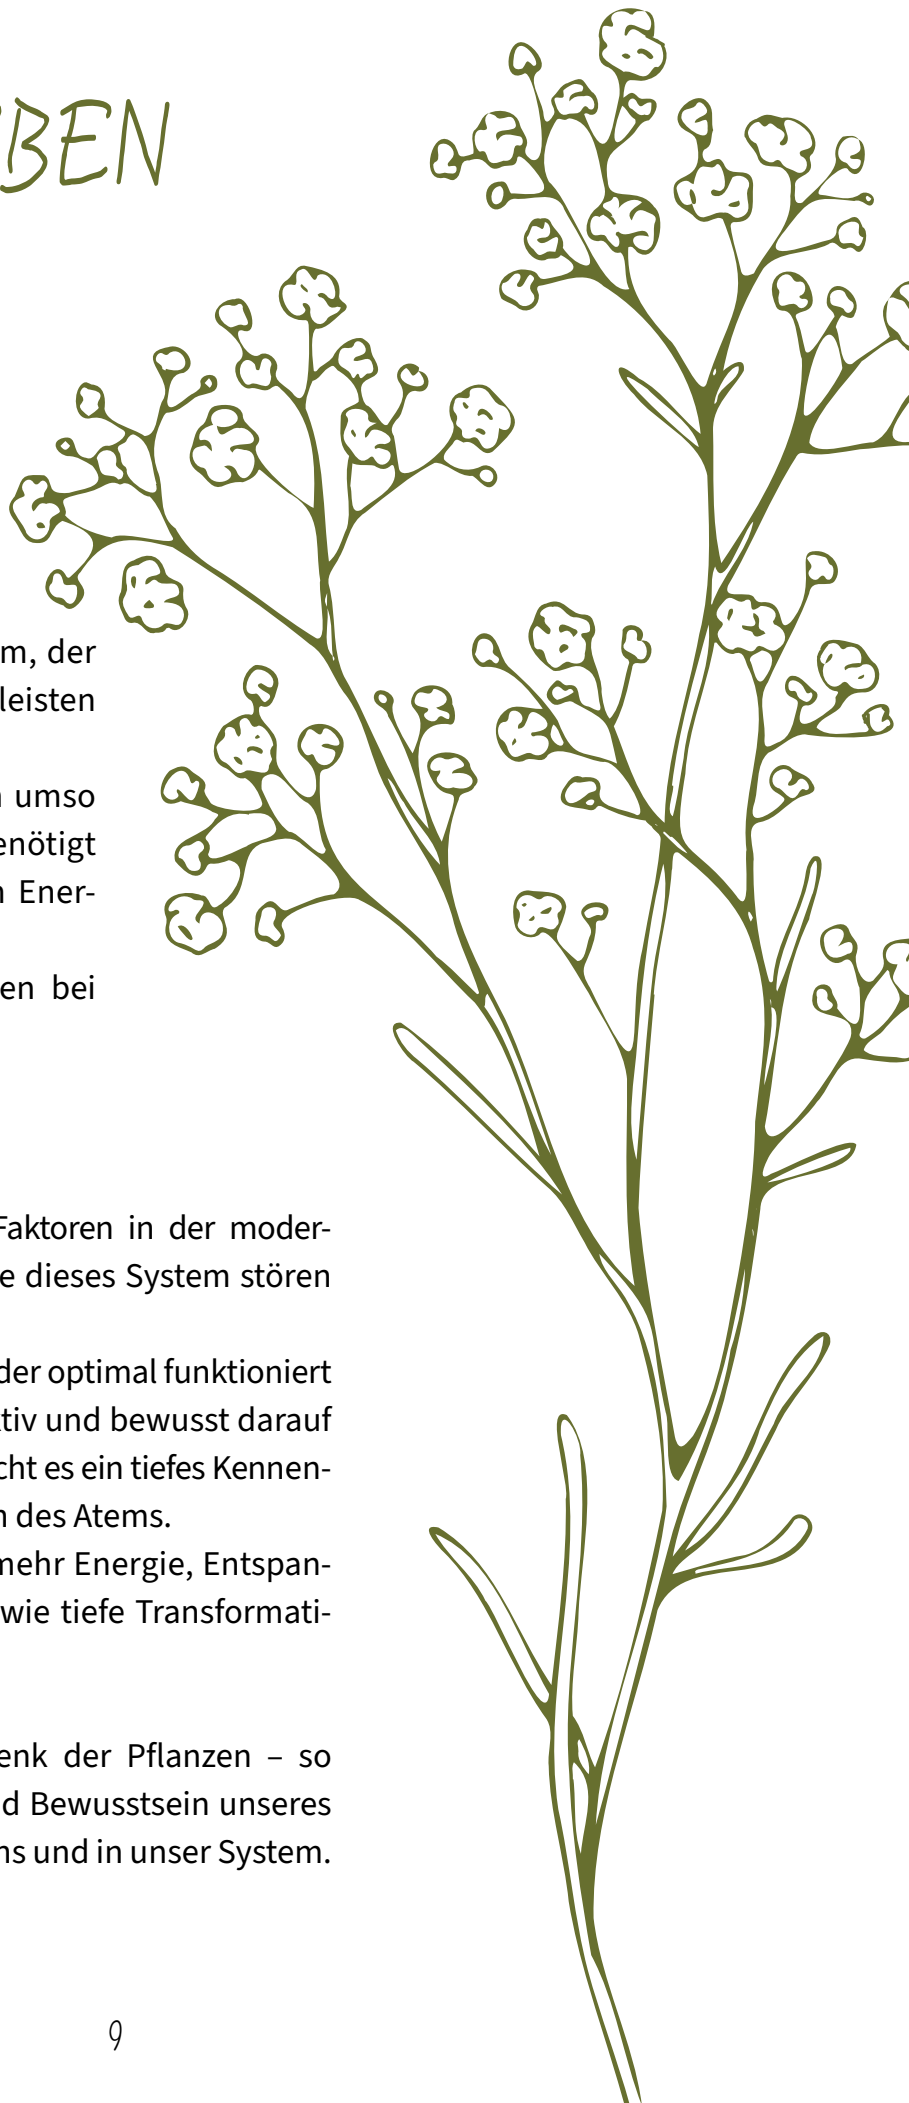 BEN
m, der
leisten
umso
enötigt
n Ener-
en bei
Faktoren in der moder-
e dieses System stören
der optimal funktioniert
tiv und bewusst darauf
cht es ein tiefes Kennen-
n des Atems.
mehr Energie, Entspan-
wie tiefe Transformati-
enk der Pflanzen – so
d Bewusstsein unseres
ns und in unser System.
9